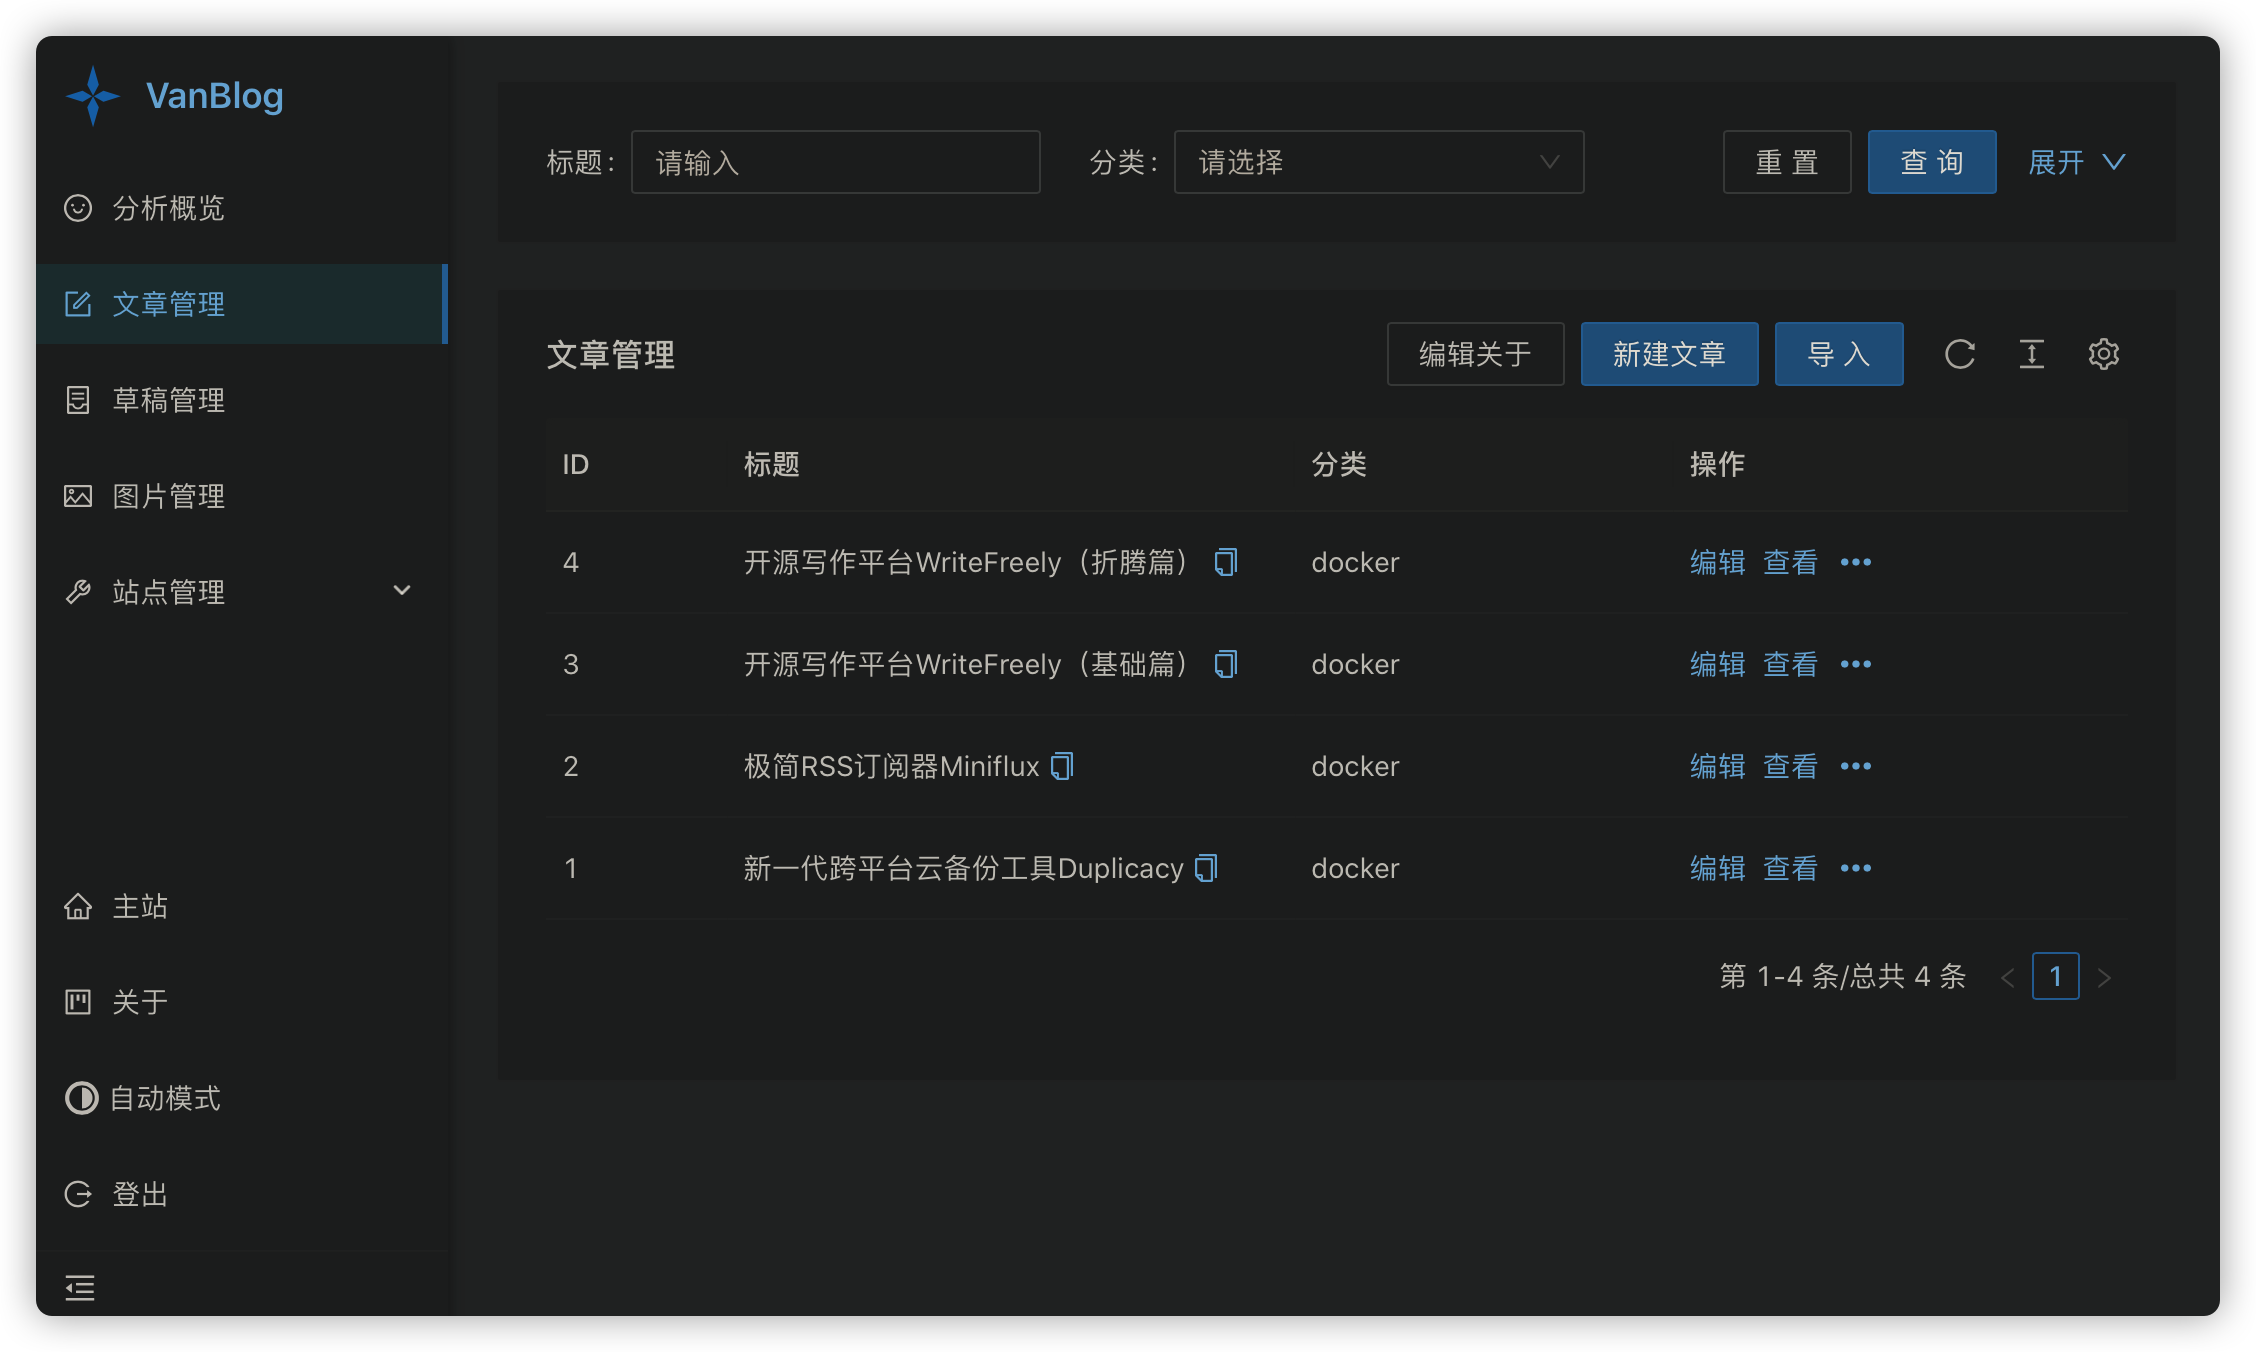 VanBlog
分析概览
文章管理
草稿管理
图片管理
站点管理
主站
关于
自动模式
登出
标题: 请输入 分类: 请选择 重 置 查 询 展开
文章管理 编辑关于 新建文章 导 入
ID 标题 分类 操作
4 开源写作平台WriteFreely（折腾篇） docker 编辑 查看 •••
3 开源写作平台WriteFreely（基础篇） docker 编辑 查看 •••
2 极简RSS订阅器Miniflux docker 编辑 查看 •••
1 新一代跨平台云备份工具Duplicacy docker 编辑 查看 •••
第 1-4 条/总共 4 条 < 1 >